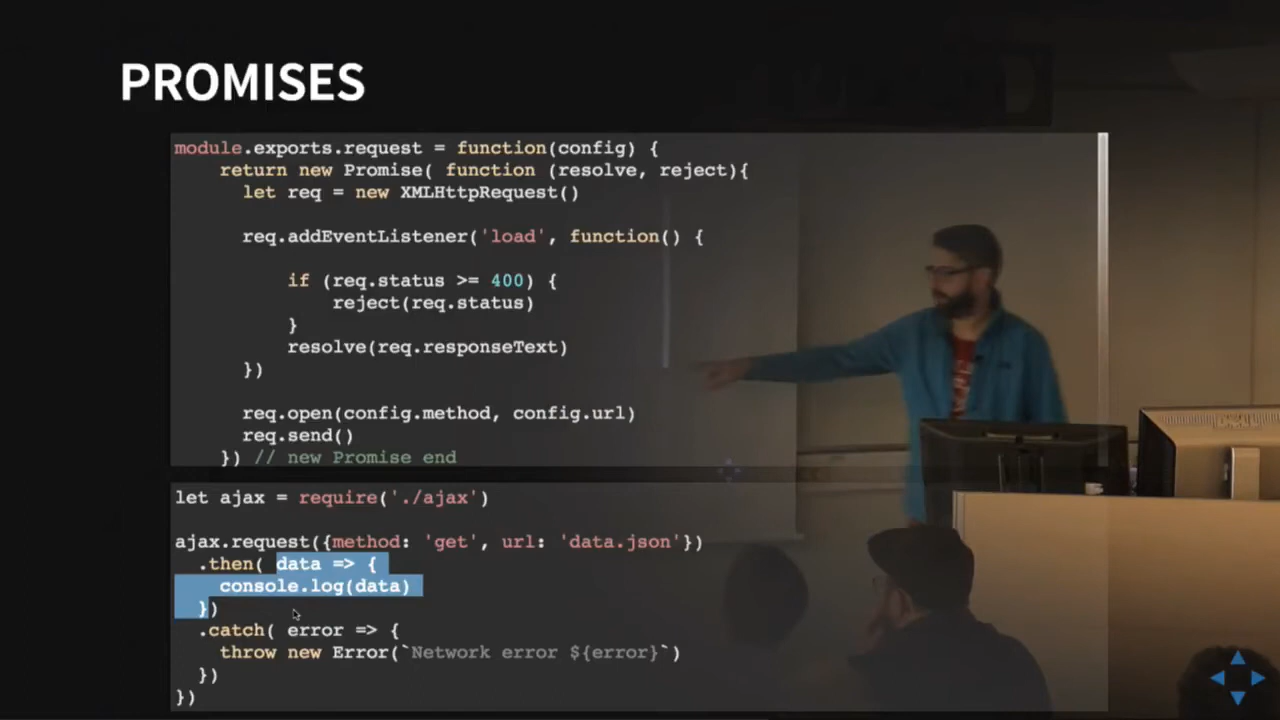 PROMISES
module.exports.request = function(config) {
return new Promise( function (resolve, reject){
let req = new XMLHttpRequest()
req.addEventListener('load', function() {
if (req.status >= 400) {
reject(req.status)
}
resolve(req.responseText)
})
req.open(config.method, config.url)
req.send()
}) // new Promise end
let ajax = require('./ajax')
ajax.request({method: 'get', url: 'data.json'})
.then( data => {
console.log(data)
})
.catch( error => {
throw new Error(`Network error ${error}`)
})
})